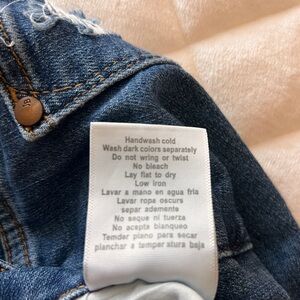 Handwash cold
Wash dark colors separately
Do not wring or twist
No bleach
Lay flat to dry
Low iron
Lavar a mano en agua fria
Lavar ropa oscurs
separ ademente
No seque ni tuerza
No acepta blanqueo
Temder plano para secar
planchar a temper atura baja